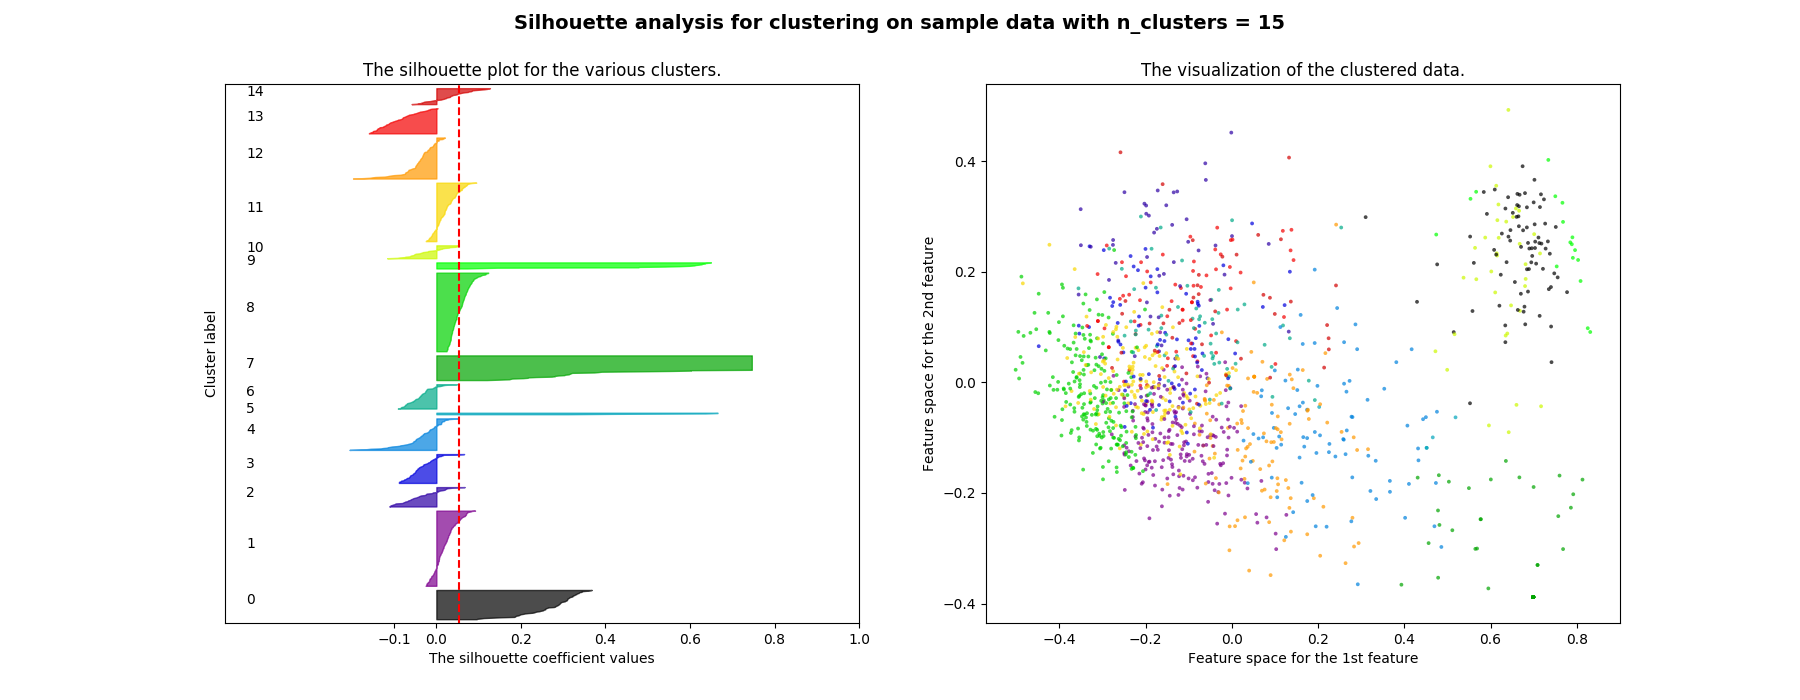 Silhouette analysis for clustering on sample data with n_clusters = 15
The silhouette plot for the various clusters.
Cluster label
14
13
12
11
10
9
8
7
6
5
4
3
2
1
0
−0.1 0.0 0.2 0.4 0.6 0.8 1.0
The silhouette coefficient values
The visualization of the clustered data.
Feature space for the 2nd feature
0.4
0.2
0.0
−0.2
−0.4
−0.4 −0.2 0.0 0.2 0.4 0.6 0.8
Feature space for the 1st feature